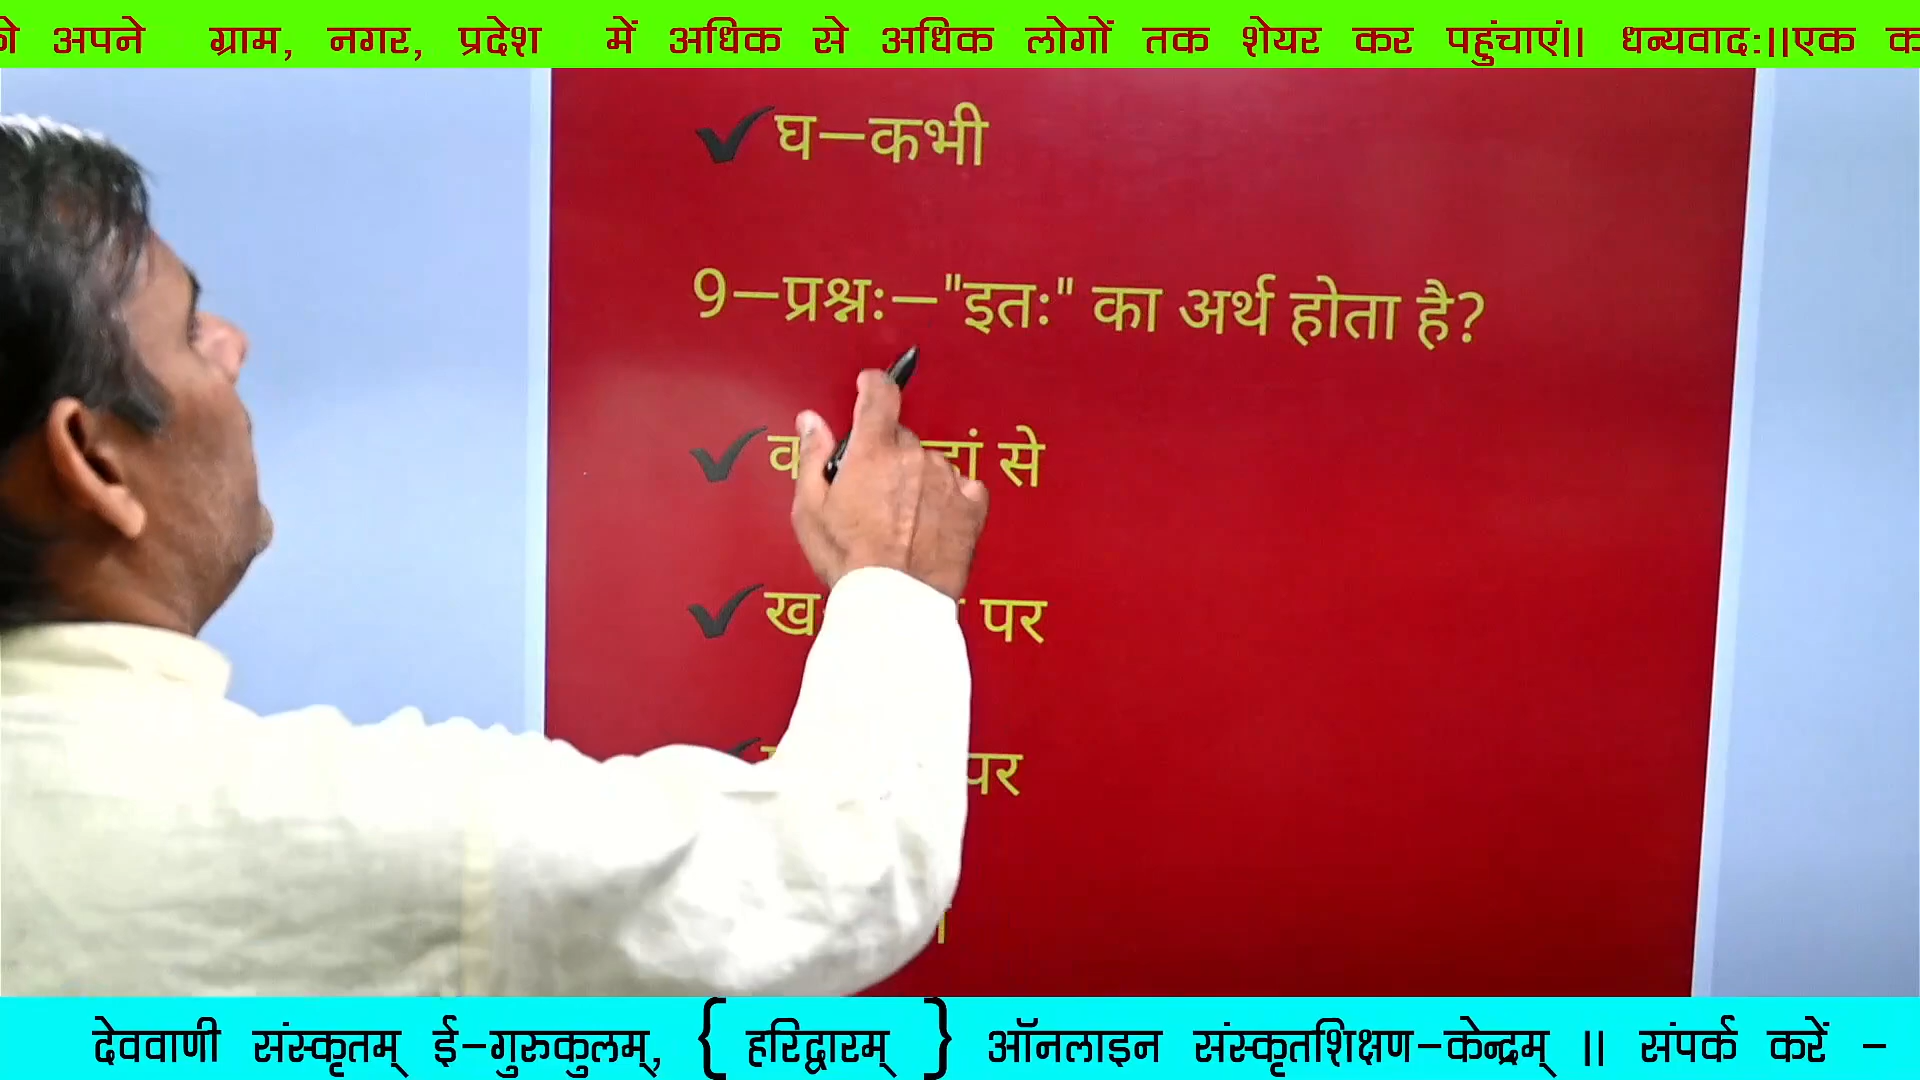 अपने ग्राम, नगर, प्रदेश में अधिक से अधिक लोगों तक शेयर कर पहुंचाएं|| धन्यवादः||एक
घ–कभी
9–प्रश्नः–"इतः" का अर्थ होता है?
से
ख पर
पर
देववाणी संस्कृतम् ई-गुरुकुलम्, { हरिद्वारम् } ऑनलाइन संस्कृतशिक्षण-केन्द्रम् || संपर्क करें -